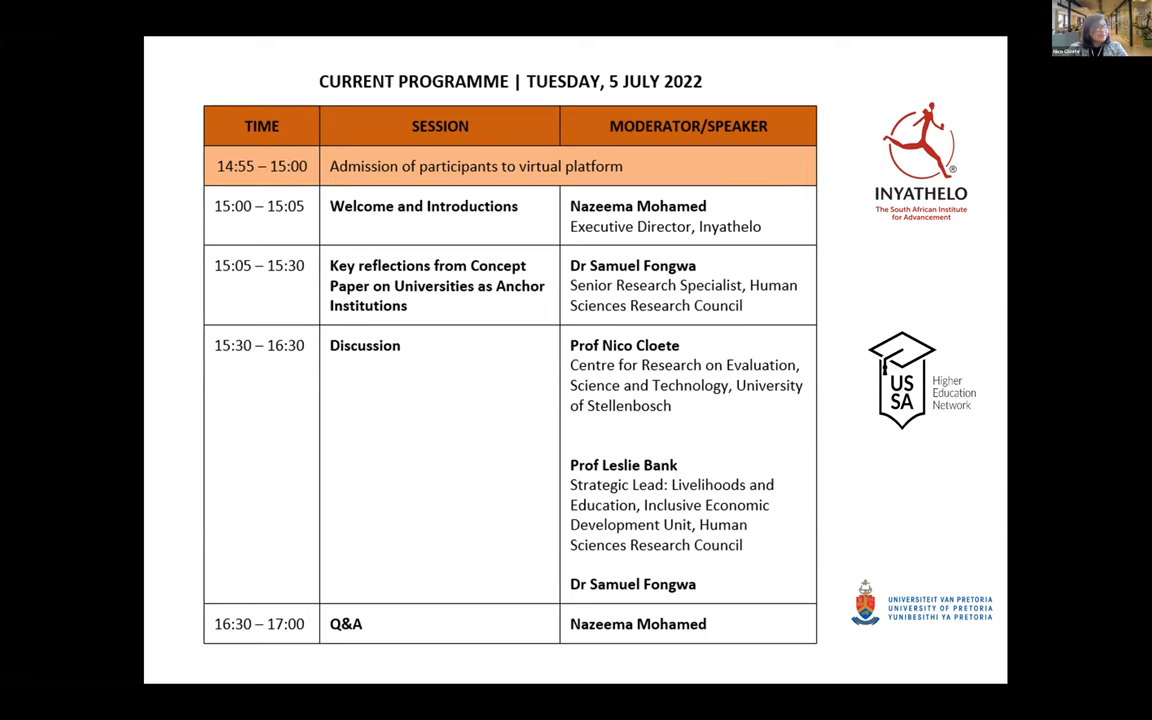 Nico Cloete
CURRENT PROGRAMME | TUESDAY, 5 JULY 2022
TIME
SESSION
MODERATOR/SPEAKER
14:55 – 15:00
Admission of participants to virtual platform
15:00 – 15:05
Welcome and Introductions
Nazeema Mohamed
Executive Director, Inyathelo
15:05 – 15:30
Key reflections from Concept
Paper on Universities as Anchor
Institutions
Dr Samuel Fongwa
Senior Research Specialist, Human
Sciences Research Council
15:30 – 16:30
Discussion
Prof Nico Cloete
Centre for Research on Evaluation,
Science and Technology, University
of Stellenbosch
Prof Leslie Bank
Strategic Lead: Livelihoods and
Education, Inclusive Economic
Development Unit, Human
Sciences Research Council
Dr Samuel Fongwa
16:30 – 17:00
Q&A
Nazeema Mohamed
®
INYATHELO
The South African Institute
for Advancement
US
SA
Higher
Education
Network
UNIVERSITEIT VAN PRETORIA
UNIVERSITY OF PRETORIA
YUNIBESITHI YA PRETORIA